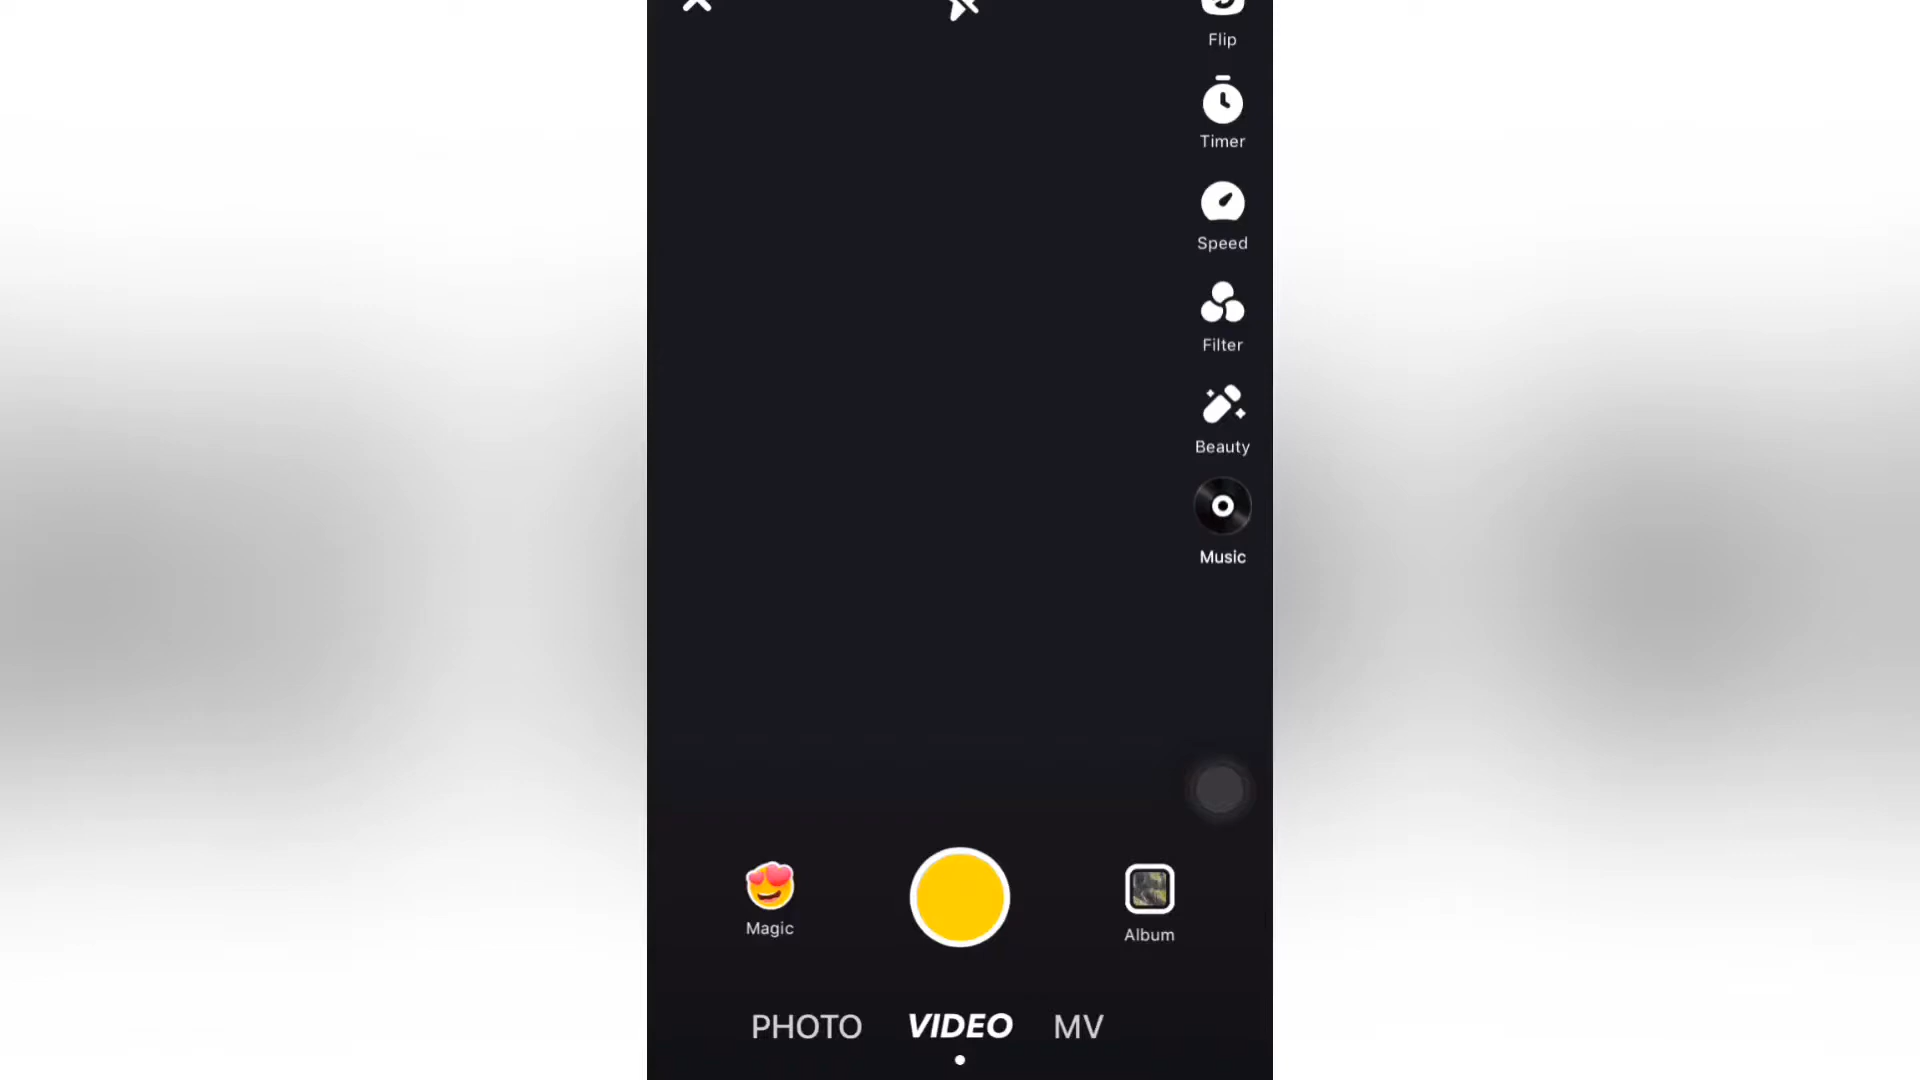 Flip
Timer
Speed
Filter
Beauty
Music
Magic
Album
PHOTO VIDEO MV